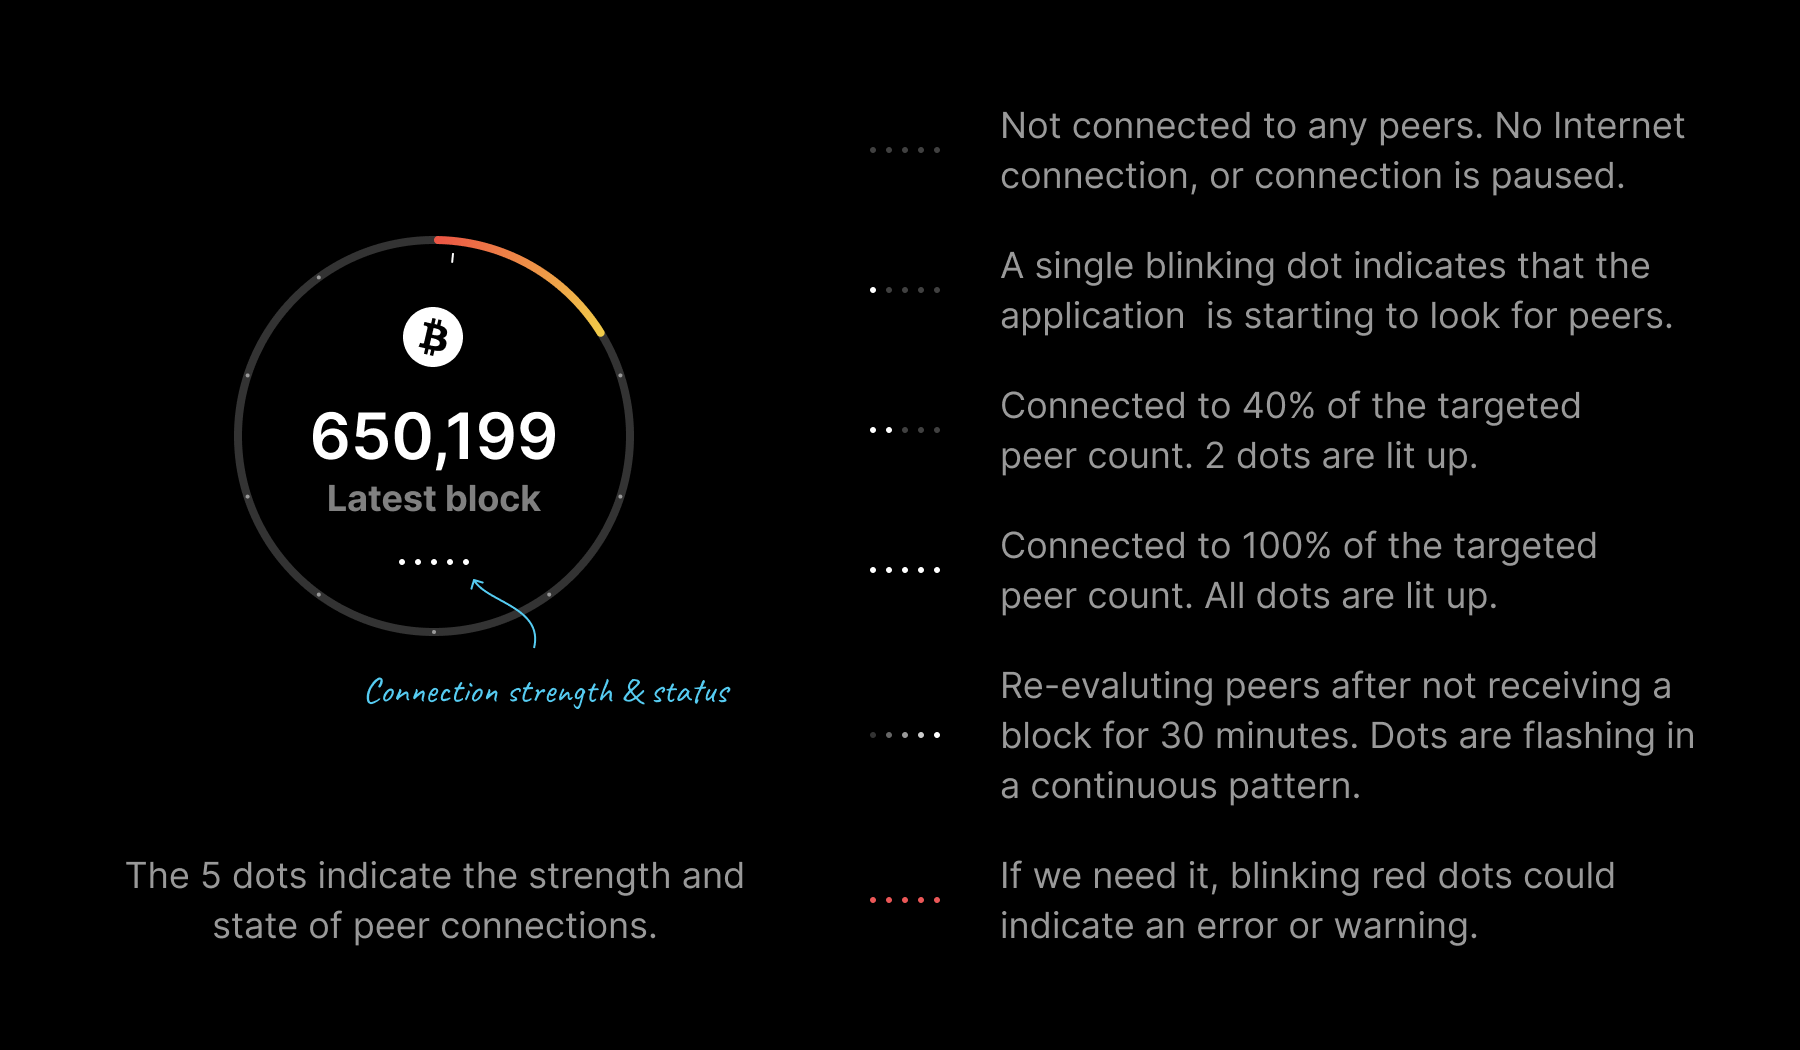 650,199
Latest block
Connection strength & status
The 5 dots indicate the strength and
state of peer connections.
Not connected to any peers. No Internet
connection, or connection is paused.
A single blinking dot indicates that the
application  is starting to look for peers.
Connected to 40% of the targeted
peer count. 2 dots are lit up.
Connected to 100% of the targeted
peer count. All dots are lit up.
Re-evaluting peers after not receiving a
block for 30 minutes. Dots are flashing in
a continuous pattern.
If we need it, blinking red dots could
indicate an error or warning.